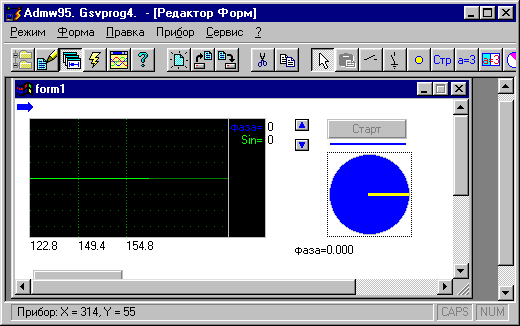 Admw95. Gsvprog4. - [Редактор Форм]
Режим Форма Правка Прибор Сервис ?
Стр a=3 a=3
form1
Фаза= 0
Sin= 0
Старт
122.8 149.4 154.8
фаза=0.000
Прибор: X = 314, Y = 55 CAPS NUM